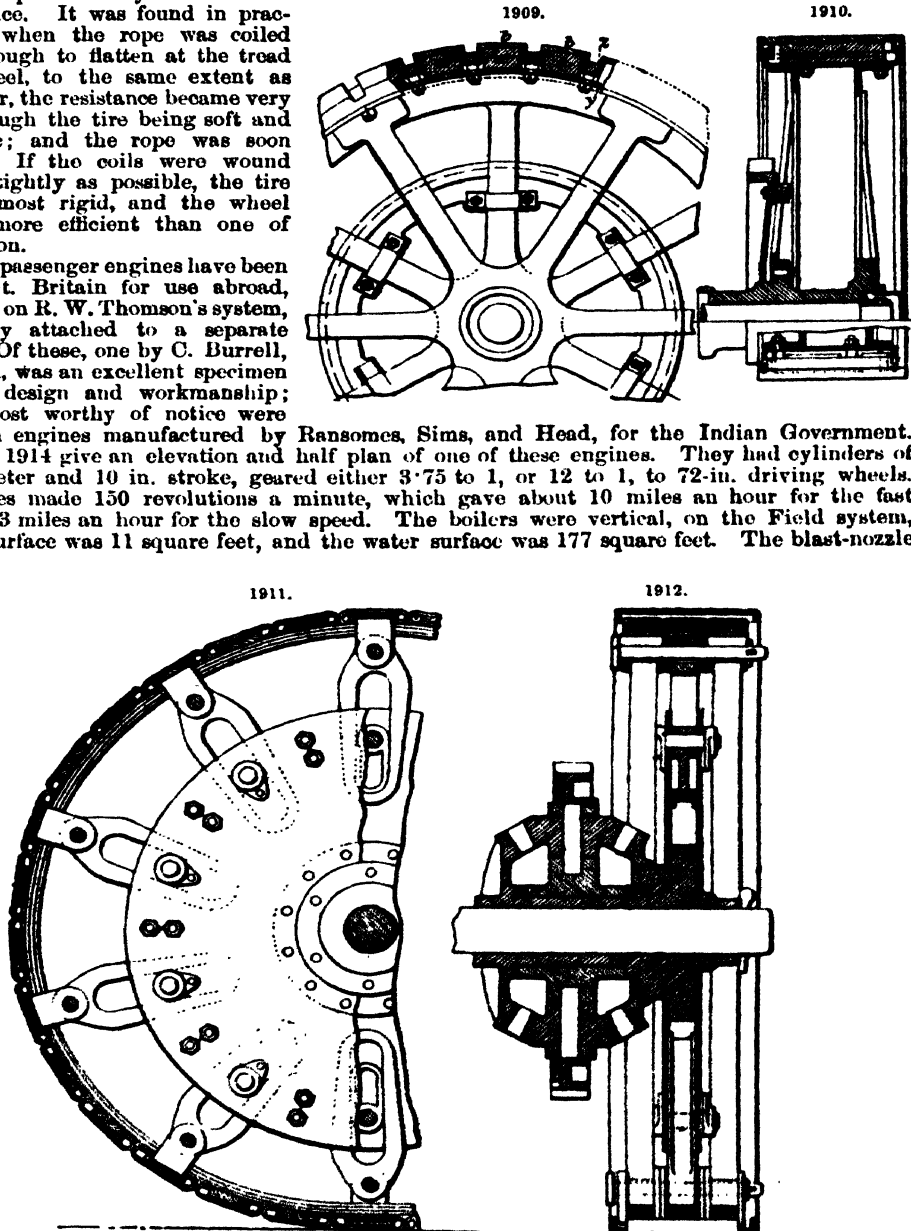 ce. It was found in prac-
when the rope was coiled
ough to flatten at the tread
eel, to the same extent as
r, the resistance became very
ugh the tire being soft and
; and the rope was soon
If the coils were wound
tightly as possible, the tire
most rigid, and the wheel
more efficient than one of
on.
passenger engines have been
t. Britain for use abroad,
on R. W. Thomson's system,
y attached to a separate
Of these, one by C. Burrell,
, was an excellent specimen
design and workmanship;
ost worthy of notice were
1909.
1910.
engines manufactured by Ransomes, Sims, and Head, for the Indian Government.
1914 give an elevation and half plan of one of these engines. They had cylinders of
eter and 10 in. stroke, geared either 3·75 to 1, or 12 to 1, to 72-in. driving wheels.
es made 150 revolutions a minute, which gave about 10 miles an hour for the fast
3 miles an hour for the slow speed. The boilers were vertical, on the Field system,
urface was 11 square feet, and the water surface was 177 square feet. The blast-nozzle
1911.
1912.